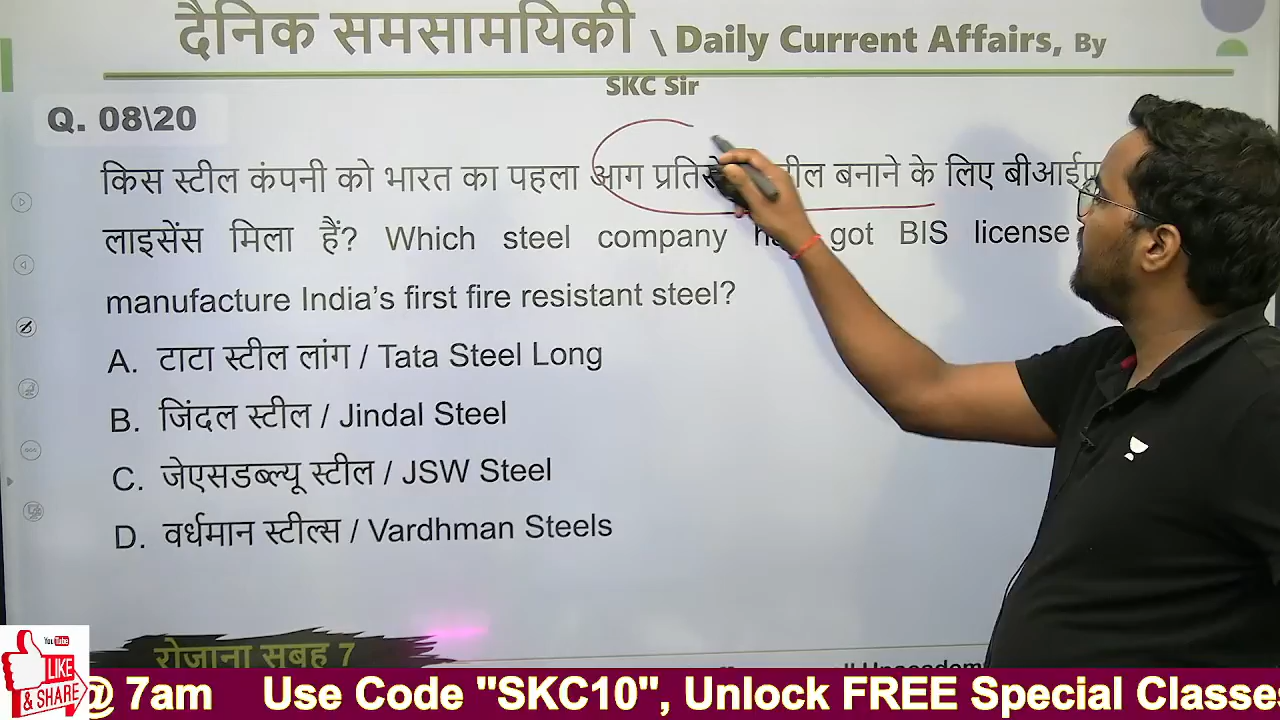 दैनिक समसामयिकी \ Daily Current Affairs, By
SKC Sir
Q. 08\20
किस स्टील कंपनी को भारत का पहला आग बनाने के लिए
लाइसेंस मिला हैं? Which steel company got BIS license
manufacture India's first fire resistant steel?
A. टाटा स्टील लांग / Tata Steel Long
B. जिंदल स्टील / Jindal Steel
C. जेएसडब्ल्यू स्टील / JSW Steel
D. वर्धमान स्टील्स / Vardhman Steels
रोजाना सुबह 7
YouTube
LIKE
& SHARE
@ 7am Use Code "SKC10", Unlock FREE Special Classes